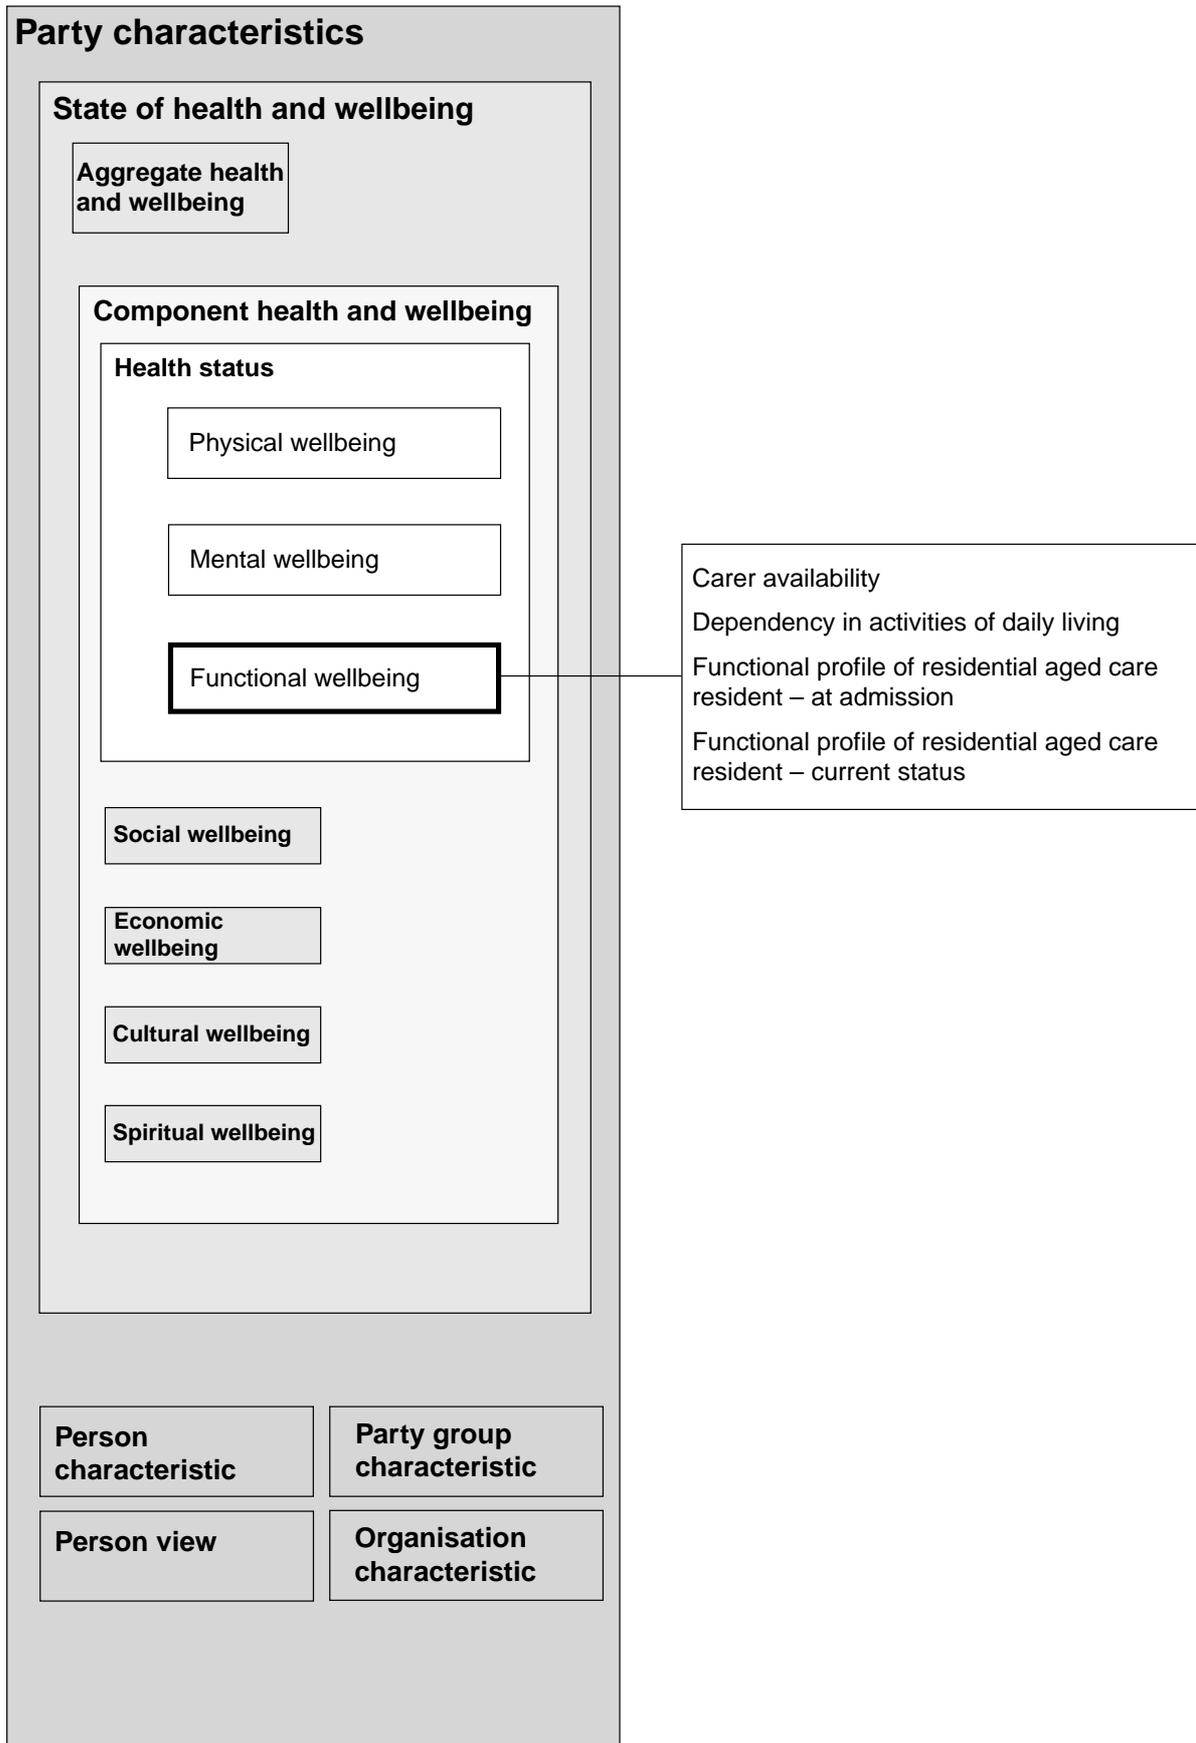 Party characteristics
State of health and wellbeing
Aggregate health
and wellbeing
Component health and wellbeing
Health status
Physical wellbeing
Mental wellbeing
Functional wellbeing
Carer availability
Dependency in activities of daily living
Functional profile of residential aged care
resident – at admission
Functional profile of residential aged care
resident – current status
Social wellbeing
Economic
wellbeing
Cultural wellbeing
Spiritual wellbeing
Person
characteristic
Party group
characteristic
Person view
Organisation
characteristic